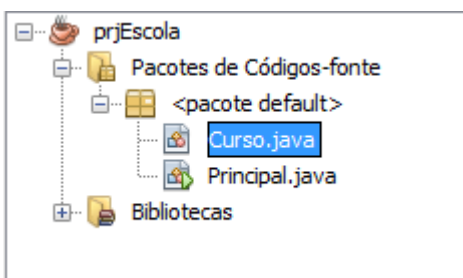 prjEscola
Pacotes de Códigos-fonte
<pacote default>
Curso.java
Principal.java
Bibliotecas